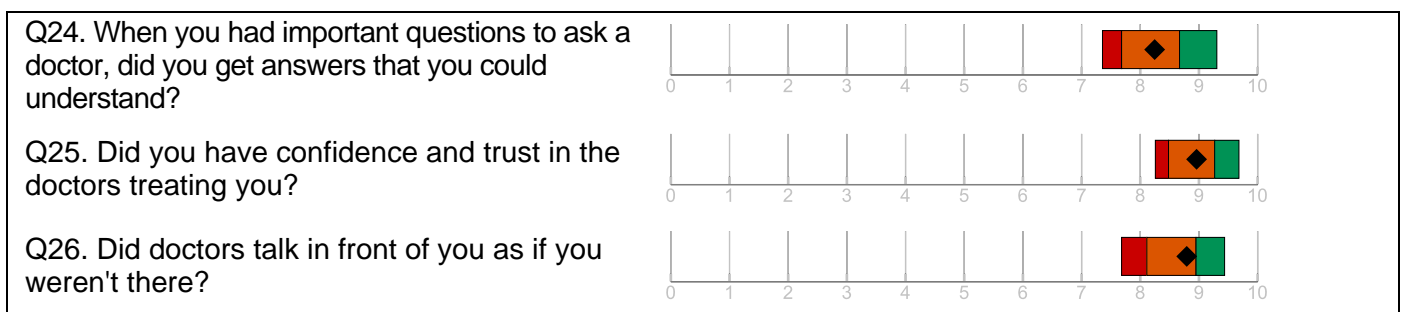 Q24. When you had important questions to ask a
doctor, did you get answers that you could
understand?
0 1 2 3 4 5 6 7 8 9 10
Q25. Did you have confidence and trust in the
doctors treating you?
0 1 2 3 4 5 6 7 8 9 10
Q26. Did doctors talk in front of you as if you
weren't there?
0 1 2 3 4 5 6 7 8 9 10